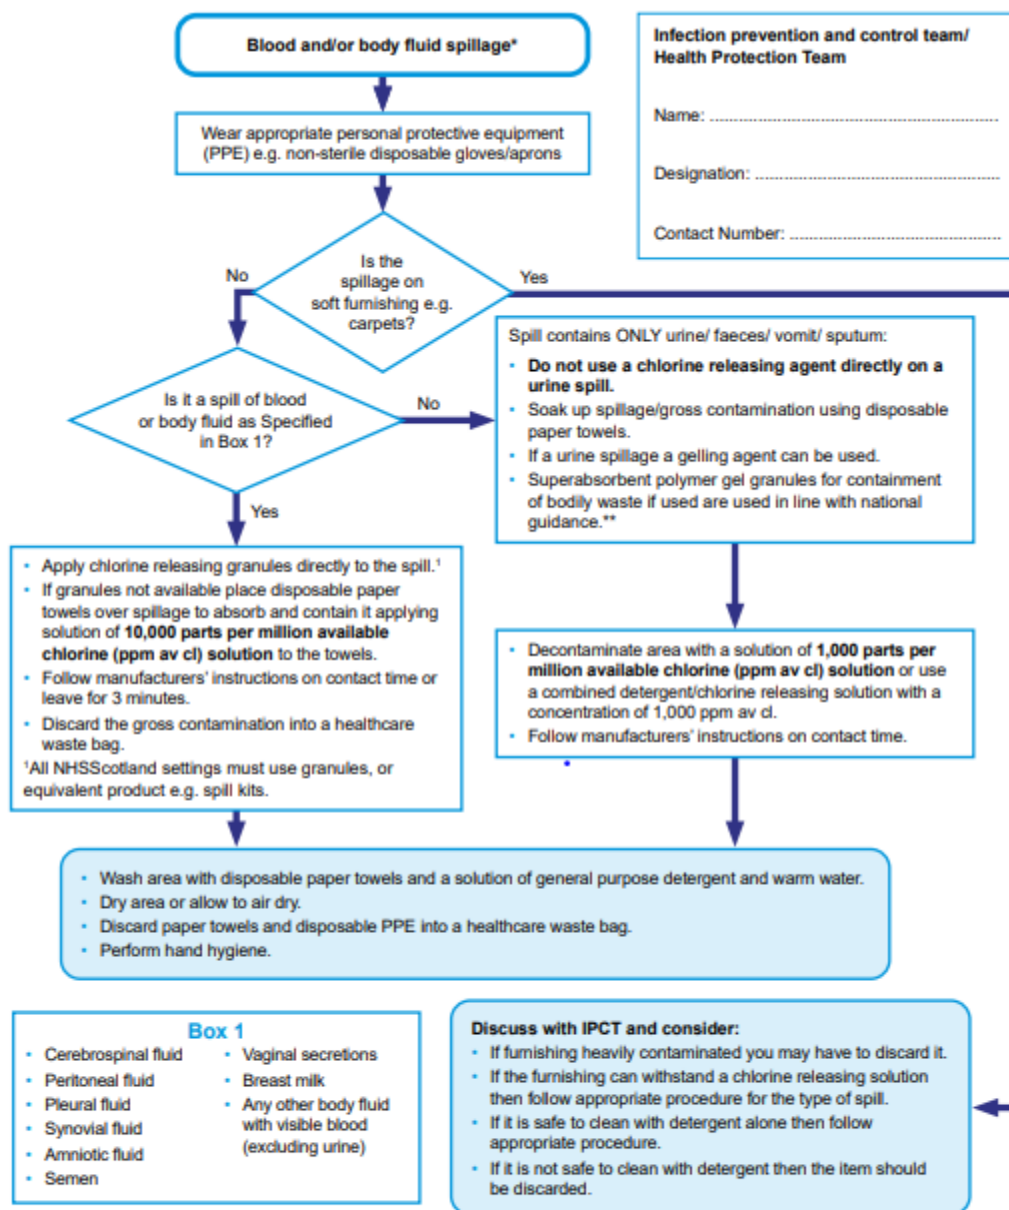 Blood and/or body fluid spillage*
Infection prevention and control team/
Health Protection Team
Name: ..........................................................
Designation: .................................................
Contact Number: ..........................................
Wear appropriate personal protective equipment
(PPE) e.g. non-sterile disposable gloves/aprons
Is the
spillage on
soft furnishing e.g.
carpets?
No
Yes
Is it a spill of blood
or body fluid as Specified
in Box 1?
No
Yes
Spill contains ONLY urine/ faeces/ vomit/ sputum:
• Do not use a chlorine releasing agent directly on a
urine spill.
• Soak up spillage/gross contamination using disposable
paper towels.
• If a urine spillage a gelling agent can be used.
• Superabsorbent polymer gel granules for containment
of bodily waste if used are used in line with national
guidance.**
• Apply chlorine releasing granules directly to the spill.¹
• If granules not available place disposable paper
towels over spillage to absorb and contain it applying
solution of 10,000 parts per million available
chlorine (ppm av cl) solution to the towels.
• Follow manufacturers' instructions on contact time or
leave for 3 minutes.
• Discard the gross contamination into a healthcare
waste bag.
¹All NHSScotland settings must use granules, or
equivalent product e.g. spill kits.
• Decontaminate area with a solution of 1,000 parts per
million available chlorine (ppm av cl) solution or use
a combined detergent/chlorine releasing solution with a
concentration of 1,000 ppm av cl.
• Follow manufacturers' instructions on contact time.
• Wash area with disposable paper towels and a solution of general purpose detergent and warm water.
• Dry area or allow to air dry.
• Discard paper towels and disposable PPE into a healthcare waste bag.
• Perform hand hygiene.
Box 1
• Cerebrospinal fluid
• Peritoneal fluid
• Pleural fluid
• Synovial fluid
• Amniotic fluid
• Semen
• Vaginal secretions
• Breast milk
• Any other body fluid
with visible blood
(excluding urine)
Discuss with IPCT and consider:
• If furnishing heavily contaminated you may have to discard it.
• If the furnishing can withstand a chlorine releasing solution
then follow appropriate procedure for the type of spill.
• If it is safe to clean with detergent alone then follow
appropriate procedure.
• If it is not safe to clean with detergent then the item should
be discarded.